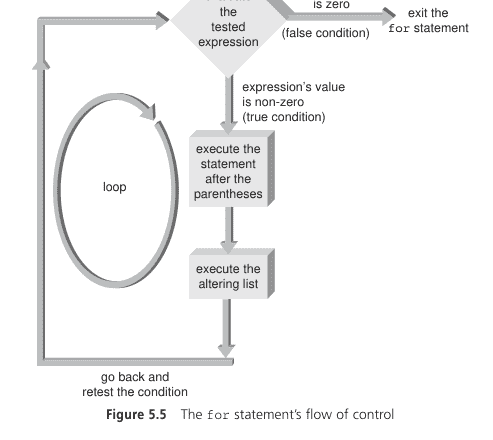 is zero
(false condition)
exit the
for statement
the
tested
expression
expression's value
is non-zero
(true condition)
execute the
statement
after the
parentheses
loop
execute the
altering list
go back and
retest the condition
Figure 5.5 The for statement's flow of control